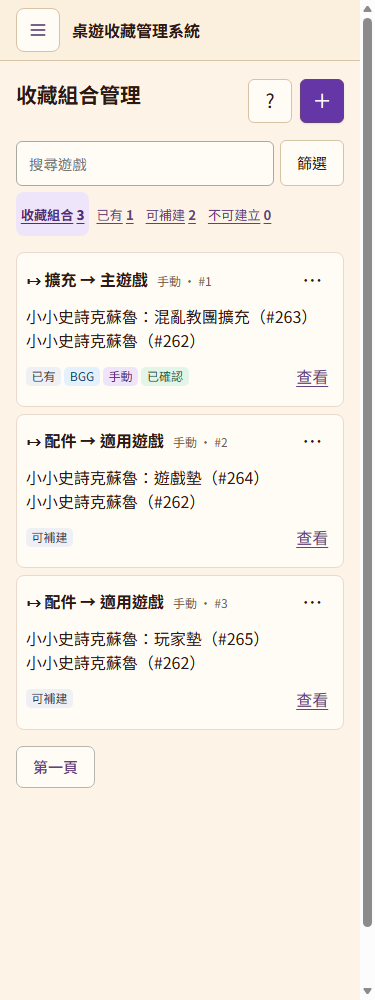 桌遊收藏管理系統
收藏組合管理
?
+
搜尋遊戲
篩選
收藏組合 3 已有 1 可補建 2 不可建立 0
↦ 擴充 → 主遊戲 手動 · #1 ···
小小史詩克蘇魯：混亂教團擴充（#263）
小小史詩克蘇魯（#262）
已有 BGG 手動 已確認 查看
↦ 配件 → 適用遊戲 手動 · #2 ···
小小史詩克蘇魯：遊戲墊（#264）
小小史詩克蘇魯（#262）
可補建 查看
↦ 配件 → 適用遊戲 手動 · #3 ···
小小史詩克蘇魯：玩家墊（#265）
小小史詩克蘇魯（#262）
可補建 查看
第一頁